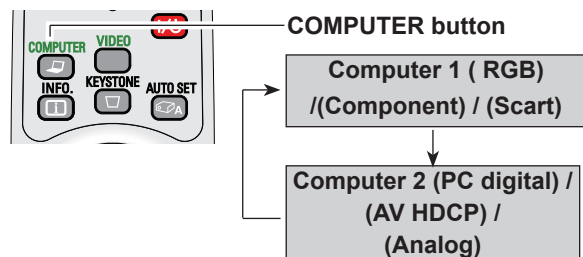 I/⏻
COMPUTER button
COMPUTER
VIDEO
INFO.
KEYSTONE
AUTO SET
A
Computer 1 ( RGB)
/(Component) / (Scart)
Computer 2 (PC digital) /
(AV HDCP) /
(Analog)